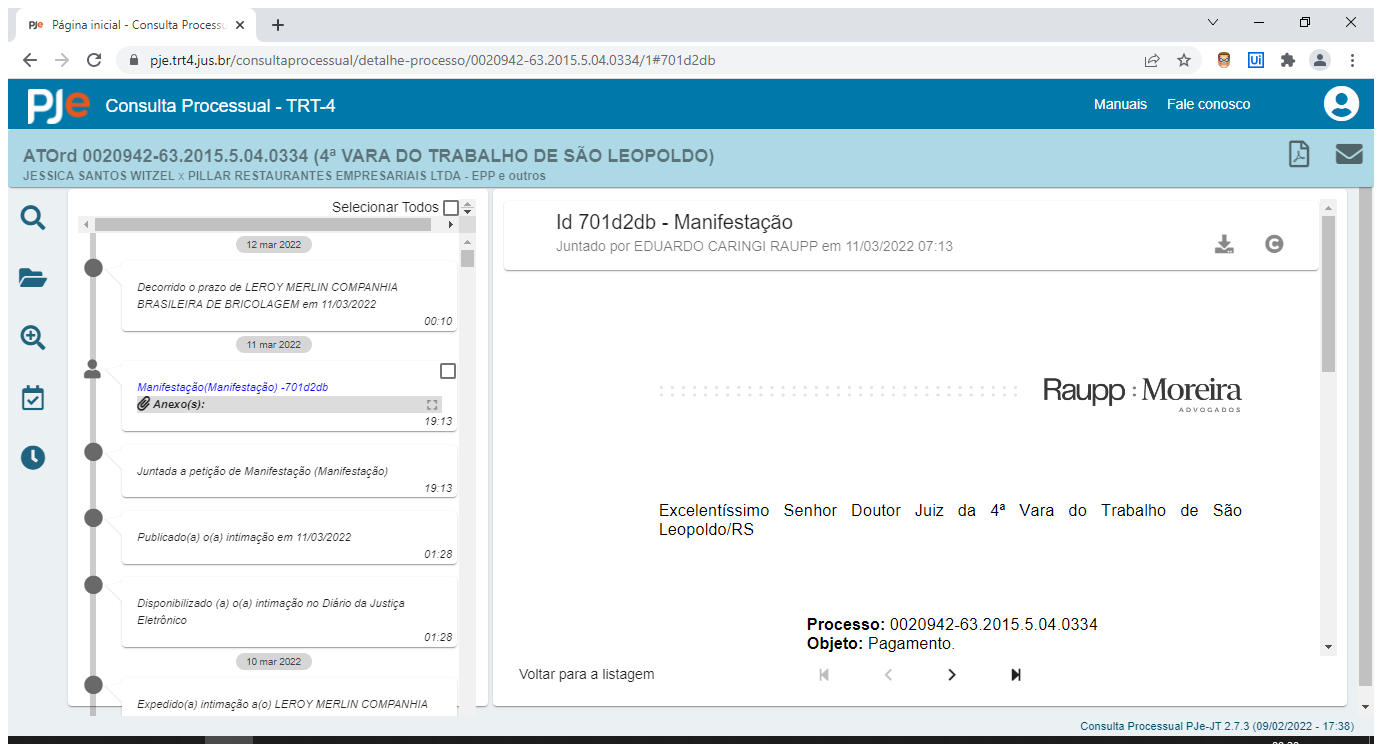 Página inicial - Consulta Process
pje.trt4.jus.br/consultaprocessual/detalhe-processo/0020942-63.2015.5.04.0334/1#701d2db
PJe Consulta Processual - TRT-4
Manuais Fale conosco
ATOrd 0020942-63.2015.5.04.0334 (4ª VARA DO TRABALHO DE SÃO LEOPOLDO)
JESSICA SANTOS WITZEL x PILLAR RESTAURANTES EMPRESARIAIS LTDA - EPP e outros
Selecionar Todos
12 mar 2022
Decorrido o prazo de LEROY MERLIN COMPANHIA
BRASILEIRA DE BRICOLAGEM em 11/03/2022
00:10
11 mar 2022
Manifestação(Manifestação) -701d2db
Anexo(s):
19:13
Juntada a petição de Manifestação (Manifestação)
19:13
Publicado(a) o(a) intimação em 11/03/2022
01:28
Disponibilizado (a) o(a) intimação no Diário da Justiça
Eletrônico
01:28
10 mar 2022
Expedido(a) intimação a(o) LEROY MERLIN COMPANHIA
Id 701d2db - Manifestação
Juntado por EDUARDO CARINGI RAUPP em 11/03/2022 07:13
Raupp : Moreira
ADVOGADOS
Excelentíssimo Senhor Doutor Juiz da 4ª Vara do Trabalho de São
Leopoldo/RS
Processo: 0020942-63.2015.5.04.0334
Objeto: Pagamento.
Voltar para a listagem
Consulta Processual PJe-JT 2.7.3 (09/02/2022 - 17:38)